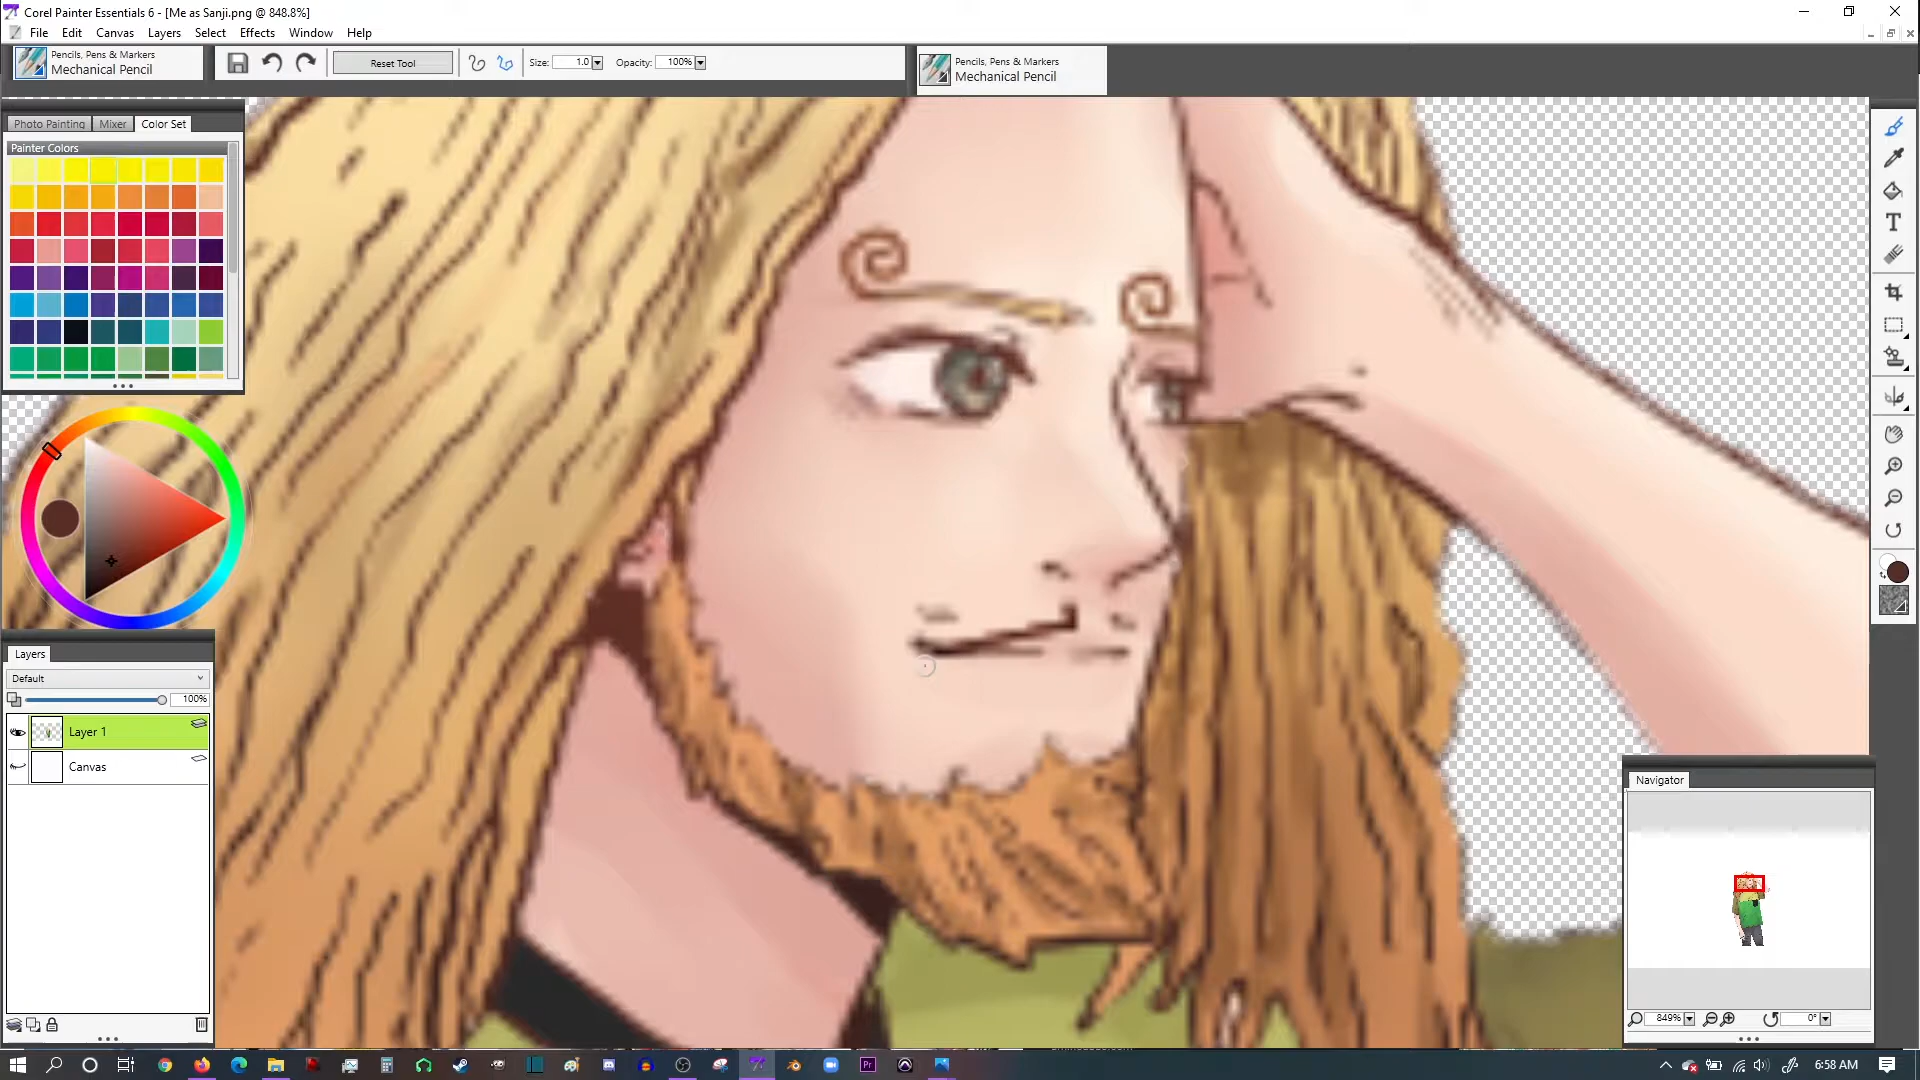 Corel Painter Essentials 6 - [Me as Sanji.png @ 848.8%]
File Edit Canvas Layers Select Effects Window Help
Pencils, Pens & Markers
Mechanical Pencil
Reset Tool
Size: 1.0
Opacity: 100%
Pencils, Pens & Markers
Mechanical Pencil
Photo Painting Mixer Color Set
Painter Colors
Layers
Default
100%
Layer 1
Canvas
Navigator
849% 0°
6:58 AM